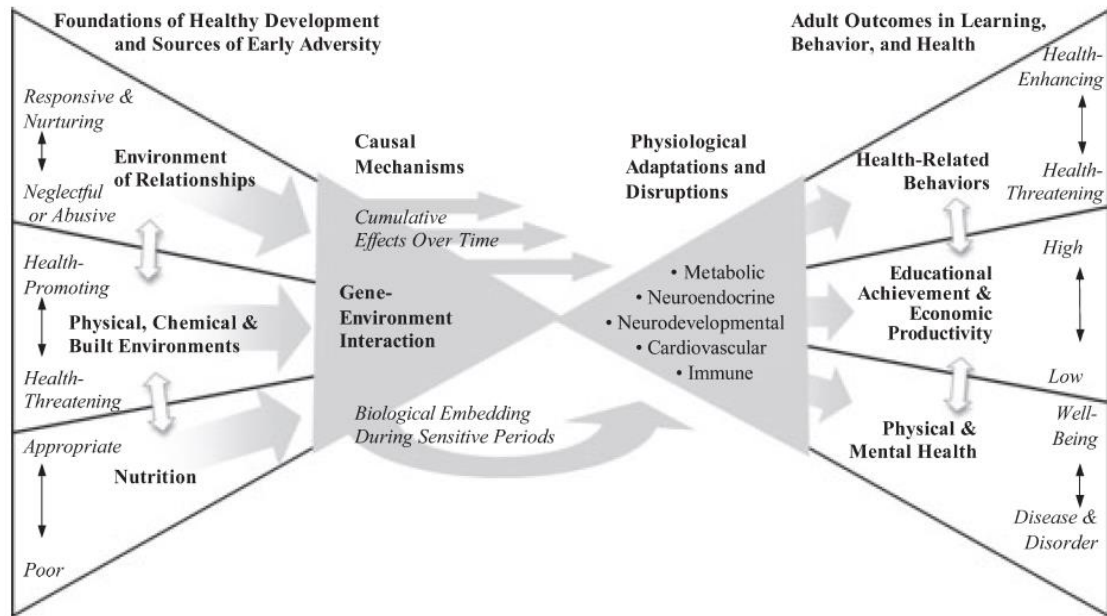 Foundations of Healthy Development
and Sources of Early Adversity
Responsive &
Nurturing
Neglectful
or Abusive
Environment
of Relationships
Health-
Promoting
Health-
Threatening
Physical, Chemical &
Built Environments
Appropriate
Poor
Nutrition
Causal
Mechanisms
Cumulative
Effects Over Time
Gene-
Environment
Interaction
Biological Embedding
During Sensitive Periods
Physiological
Adaptations and
Disruptions
• Metabolic
• Neuroendocrine
• Neurodevelopmental
• Cardiovascular
• Immune
Adult Outcomes in Learning,
Behavior, and Health
Health-
Enhancing
Health-
Threatening
Health-Related
Behaviors
High
Low
Educational
Achievement &
Economic
Productivity
Well-
Being
Disease &
Disorder
Physical &
Mental Health